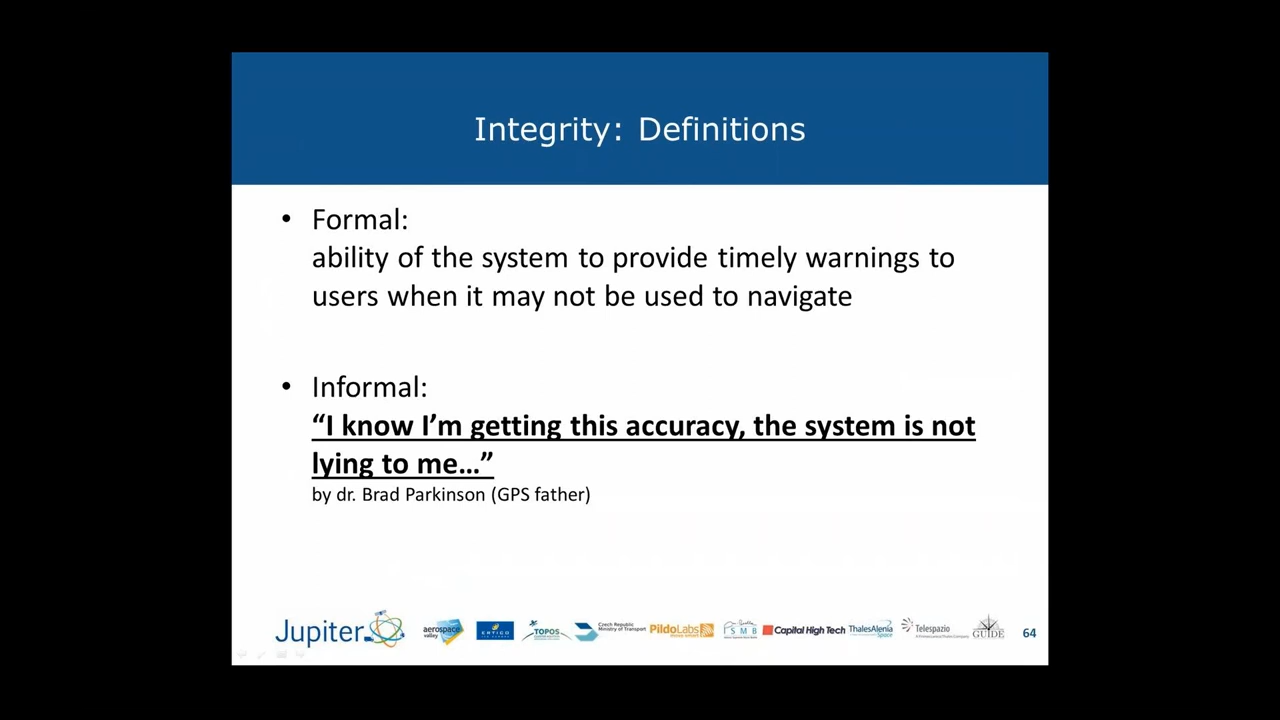 Integrity: Definitions
• Formal:
ability of the system to provide timely warnings to
users when it may not be used to navigate
• Informal:
“I know I’m getting this accuracy, the system is not
lying to me…”
by dr. Brad Parkinson (GPS father)
Jupiter
aerospace
valley
ERTICO
TOPOS
Czech Republic
Ministry of Transport
PildoLabs
ISMB
Capital High Tech
ThalesAlenia
Space
Telespazio
GUIDE
64